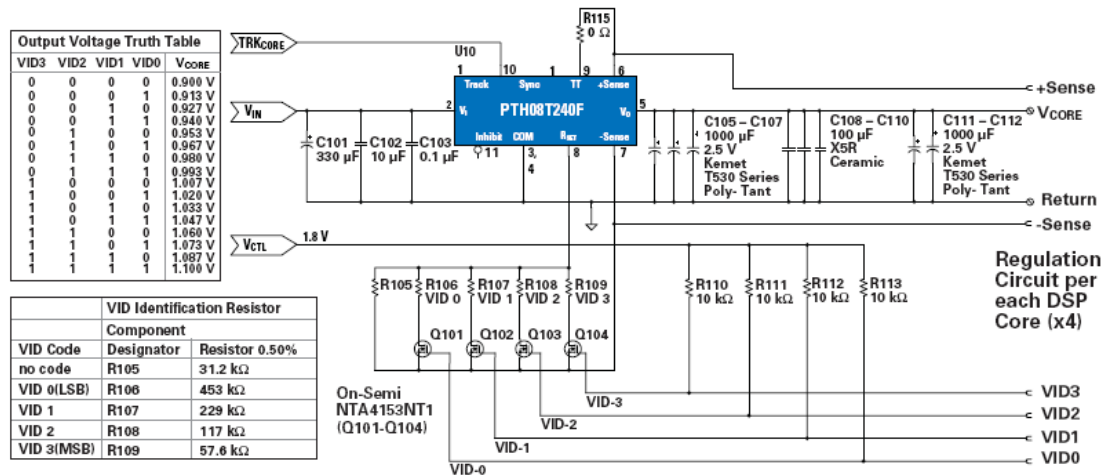 Output Voltage Truth Table
VID3 VID2 VID1 VID0 VCORE
0 0 0 0 0.900 V
0 0 0 1 0.913 V
0 0 1 0 0.927 V
0 0 1 1 0.940 V
0 1 0 0 0.953 V
0 1 0 1 0.967 V
0 1 1 0 0.980 V
0 1 1 1 0.993 V
1 0 0 0 1.007 V
1 0 0 1 1.020 V
1 0 1 0 1.033 V
1 0 1 1 1.047 V
1 1 0 0 1.060 V
1 1 0 1 1.073 V
1 1 1 0 1.087 V
1 1 1 1 1.100 V
VID Identification Resistor
Component
VID Code Designator Resistor 0.50%
no code R105 31.2 kΩ
VID 0(LSB) R106 453 kΩ
VID 1 R107 229 kΩ
VID 2 R108 117 kΩ
VID 3(MSB) R109 57.6 kΩ
TRKCORE
VIN
VCTL
1.8 V
R115
0 Ω
U10
1 10 1 9 6
Track Sync TT +Sense
2 VI PTH08T240F VO 5
Inhibit COM RSET -Sense
11 3, 8 7
4
C101
330 µF
C102
10 µF
C103
0.1 µF
C105 – C107
1000 µF
2.5 V
Kemet
T530 Series
Poly- Tant
C108 – C110
100 µF
X5R
Ceramic
C111 – C112
1000 µF
2.5 V
Kemet
T530 Series
Poly- Tant
+Sense
VCORE
Return
-Sense
Regulation
Circuit per
each DSP
Core (x4)
R105
R106
VID 0
R107
VID 1
R108
VID 2
R109
VID 3
R110
10 kΩ
R111
10 kΩ
R112
10 kΩ
R113
10 kΩ
Q101
Q102
Q103
Q104
On-Semi
NTA4153NT1
(Q101-Q104)
VID-3
VID-2
VID-1
VID-0
VID3
VID2
VID1
VID0